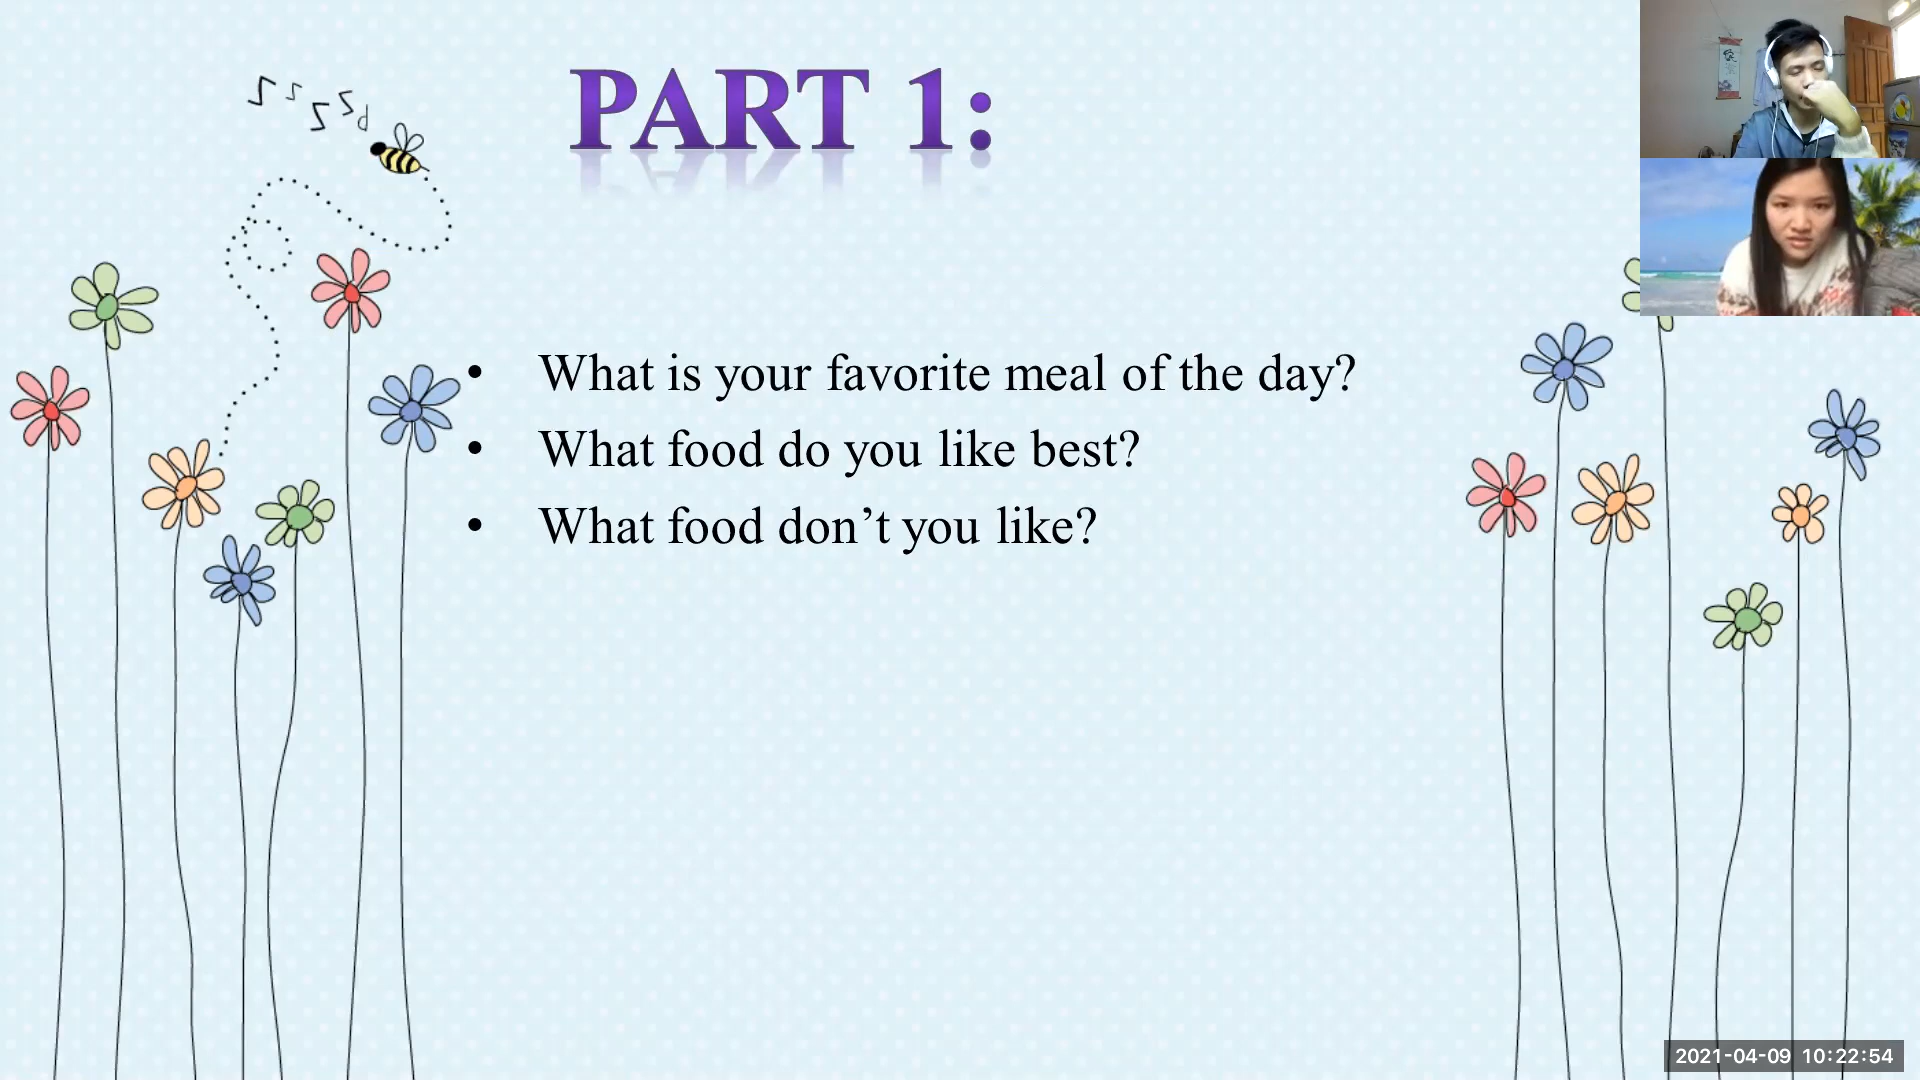 PART 1:
• What is your favorite meal of the day?
• What food do you like best?
• What food don’t you like?
2021-04-09 10:22:54